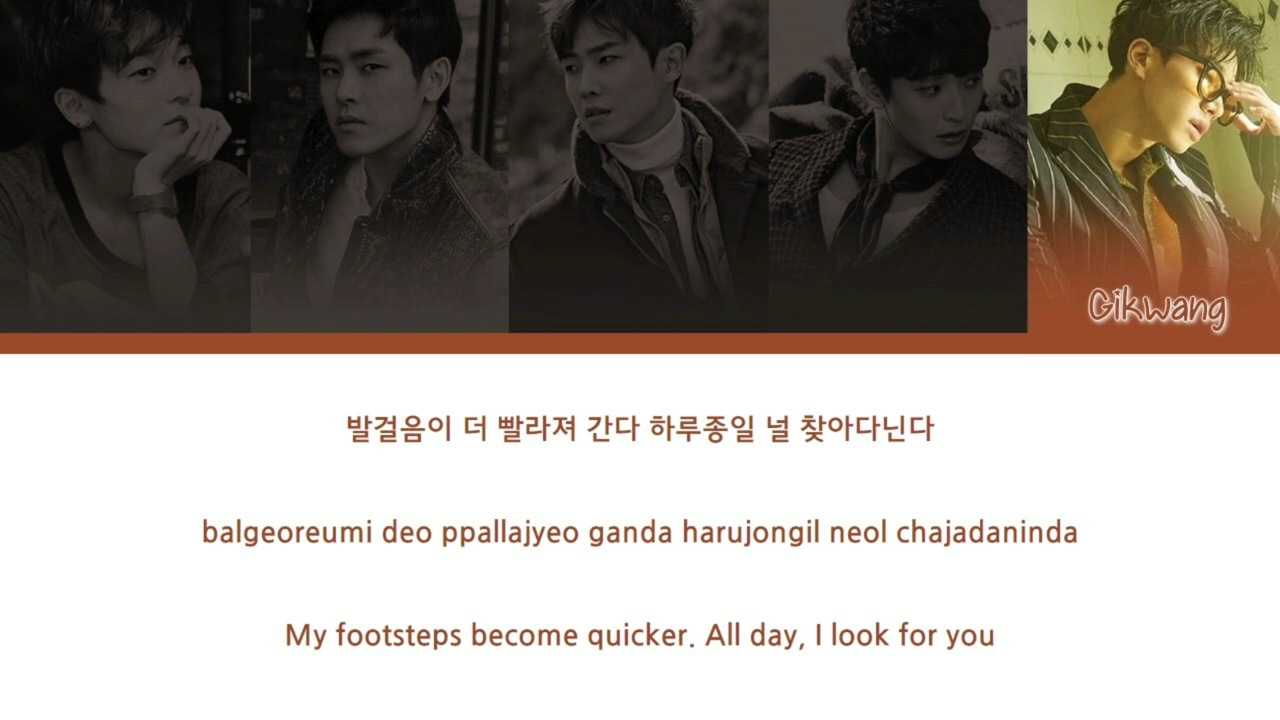 Gikwang
발걸음이 더 빨라져 간다 하루종일 널 찾아다닌다
balgeoreumi deo ppallajyeo ganda harujongil neol chajadaninda
My footsteps become quicker. All day, I look for you